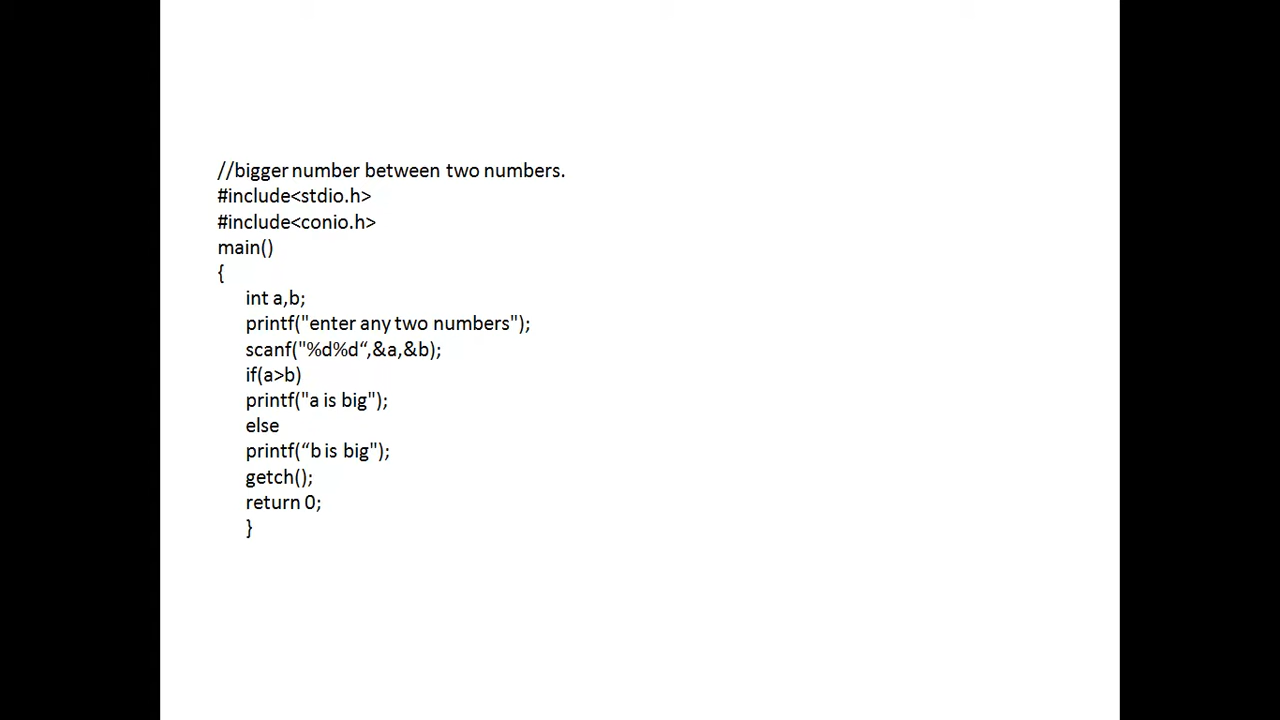 //bigger number between two numbers.
#include<stdio.h>
#include<conio.h>
main()
{
int a,b;
printf("enter any two numbers");
scanf("%d%d“,&a,&b);
if(a>b)
printf("a is big");
else
printf(“b is big");
getch();
return 0;
}